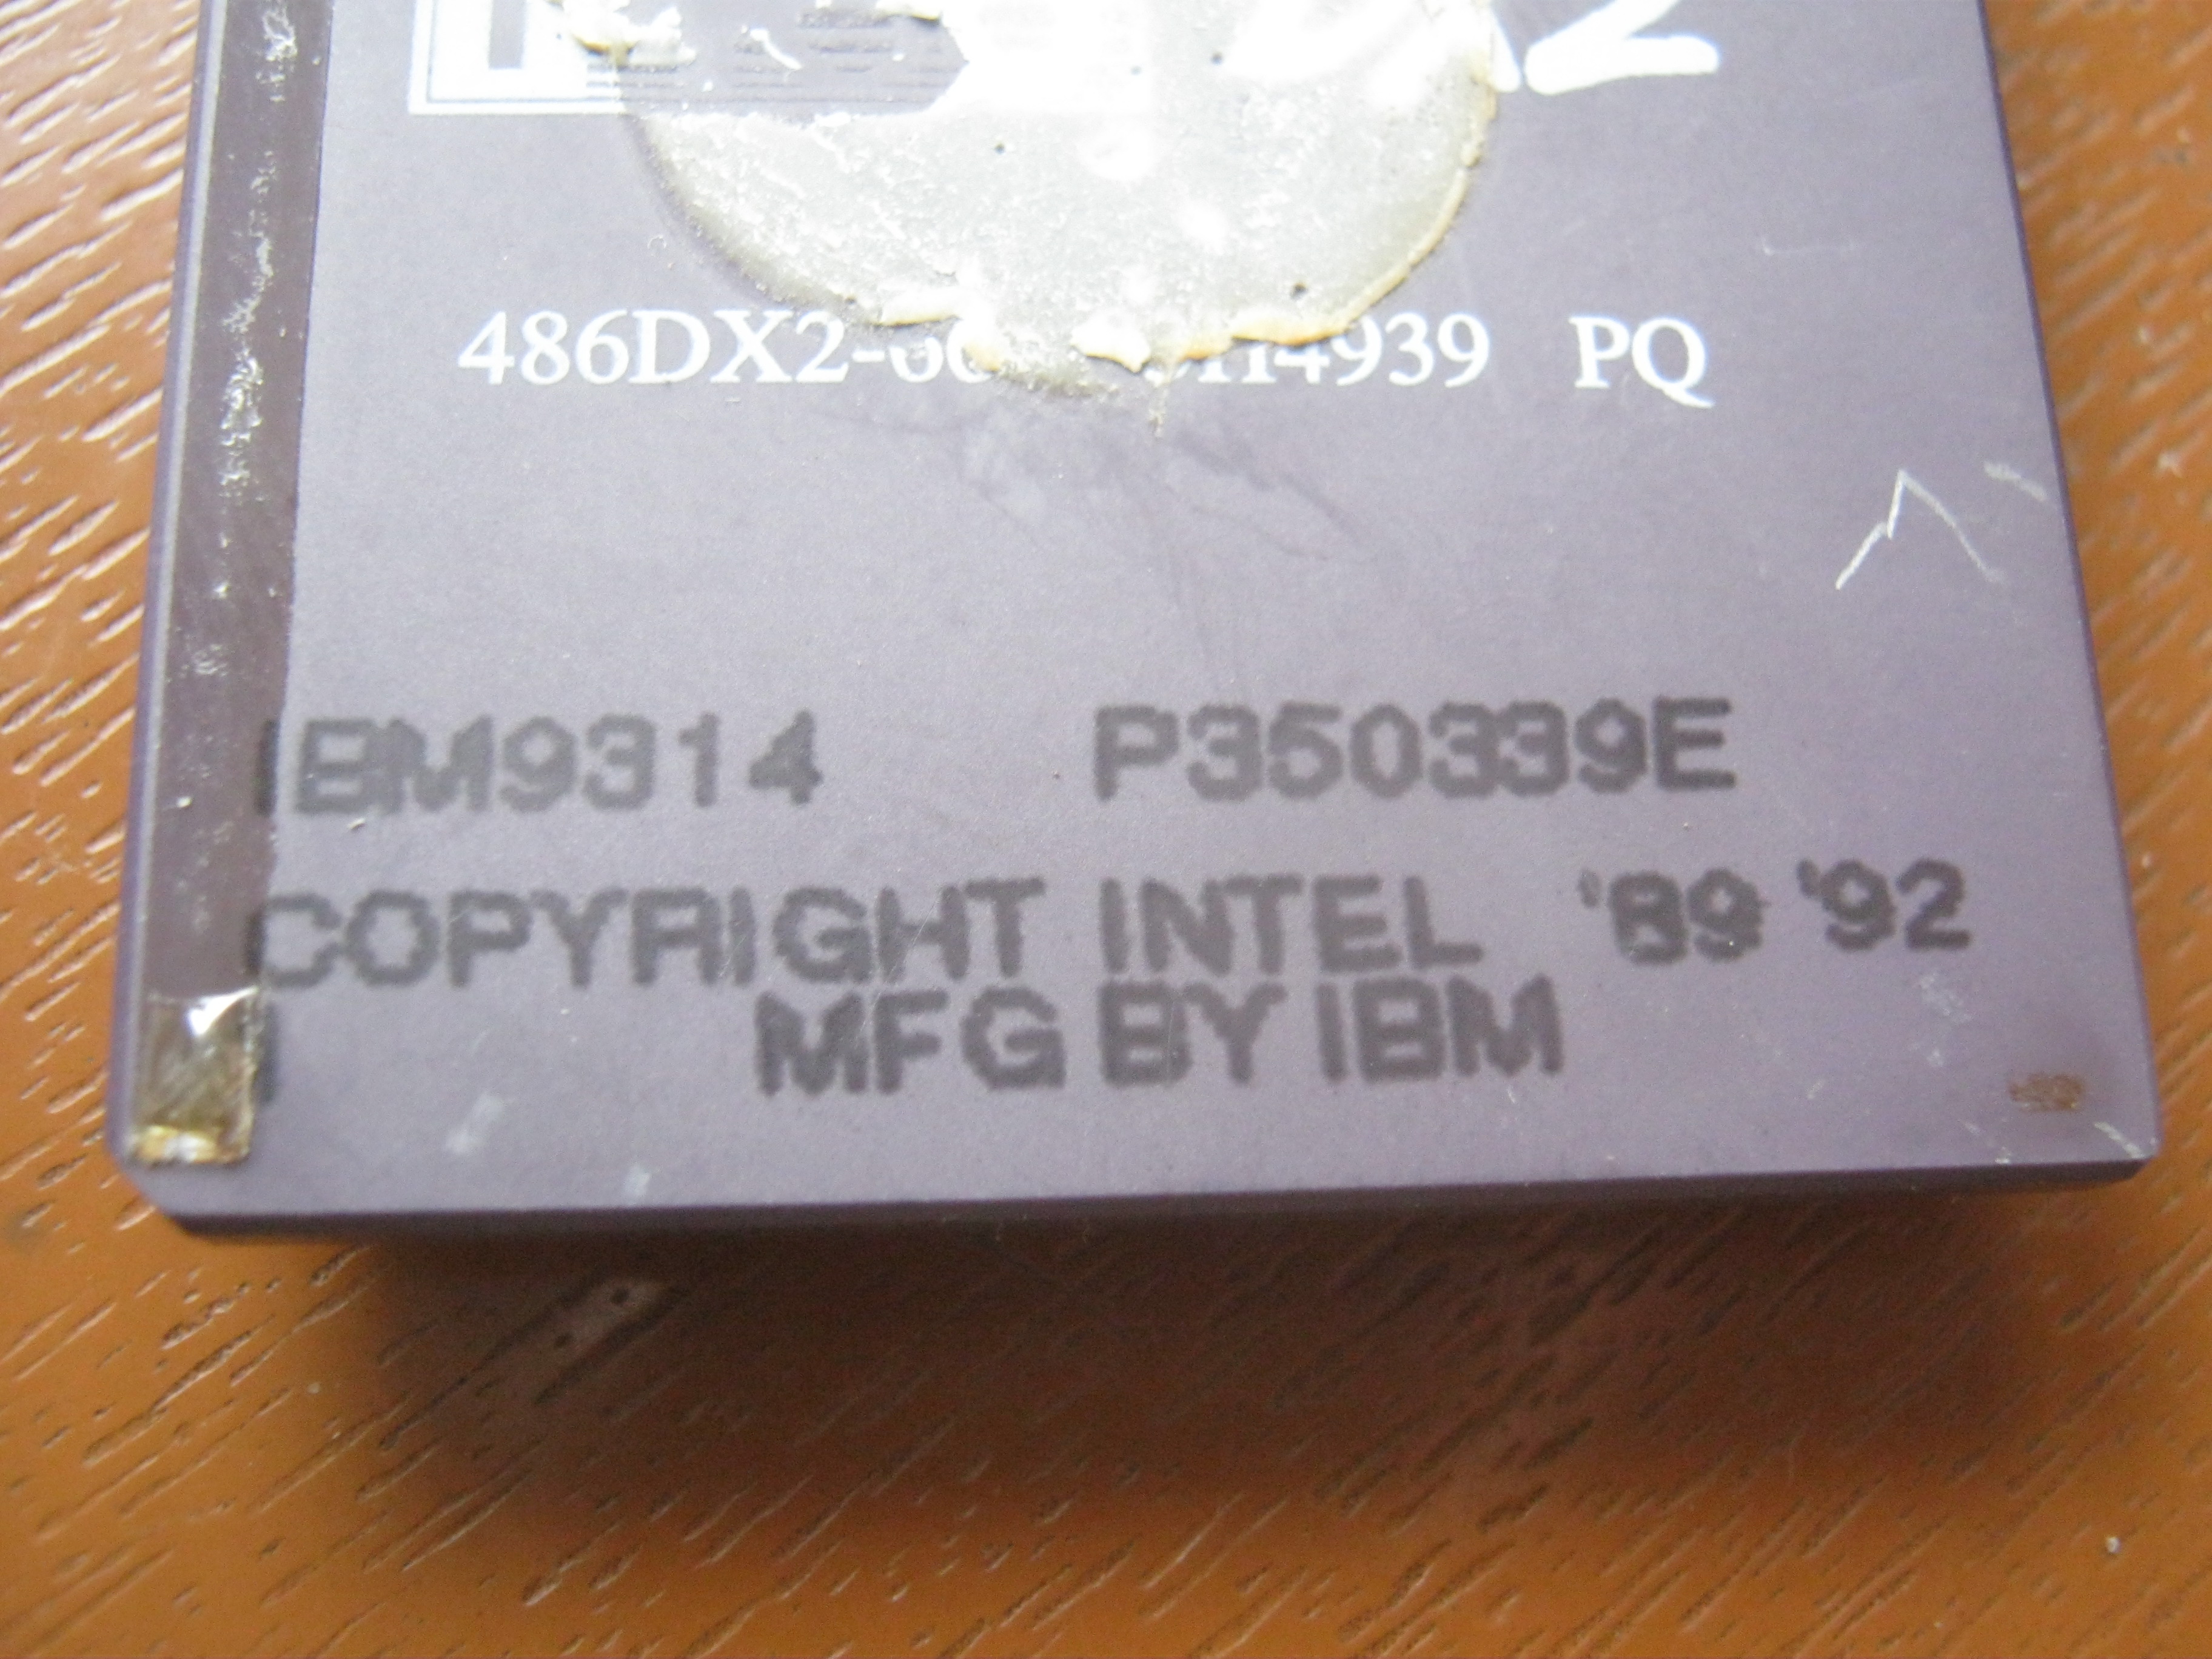 486DX2-66 PQ
IBM9314 P350339E
COPYRIGHT INTEL '89 '92
MFG BY IBM